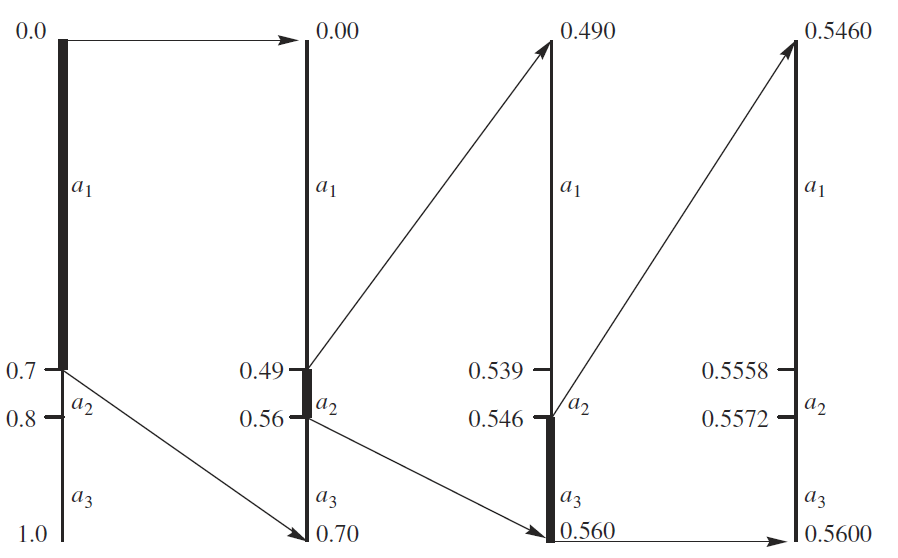 0.0 0.00 0.490 0.5460
a₁ a₁ a₁ a₁
0.7 0.49 0.539 0.5558
a₂ a₂ a₂ a₂
0.8 0.56 0.546 0.5572
a₃ a₃ a₃ a₃
1.0 0.70 0.560 0.5600